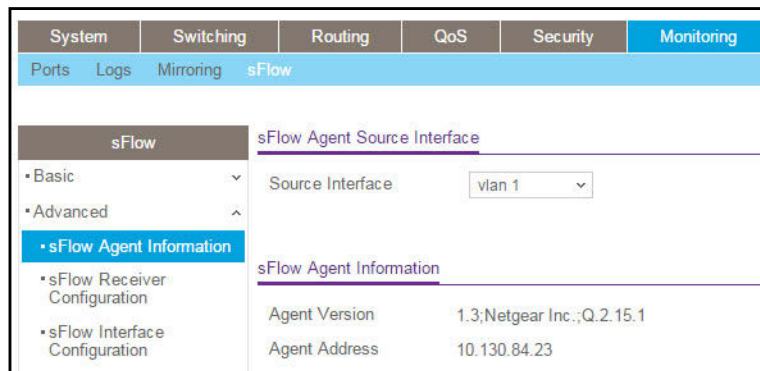 System Switching Routing QoS Security Monitoring
Ports Logs Mirroring sFlow
sFlow
Basic
Advanced
sFlow Agent Information
sFlow Receiver
Configuration
sFlow Interface
Configuration
sFlow Agent Source Interface
Source Interface vlan 1
sFlow Agent Information
Agent Version 1.3;Netgear Inc.;Q.2.15.1
Agent Address 10.130.84.23